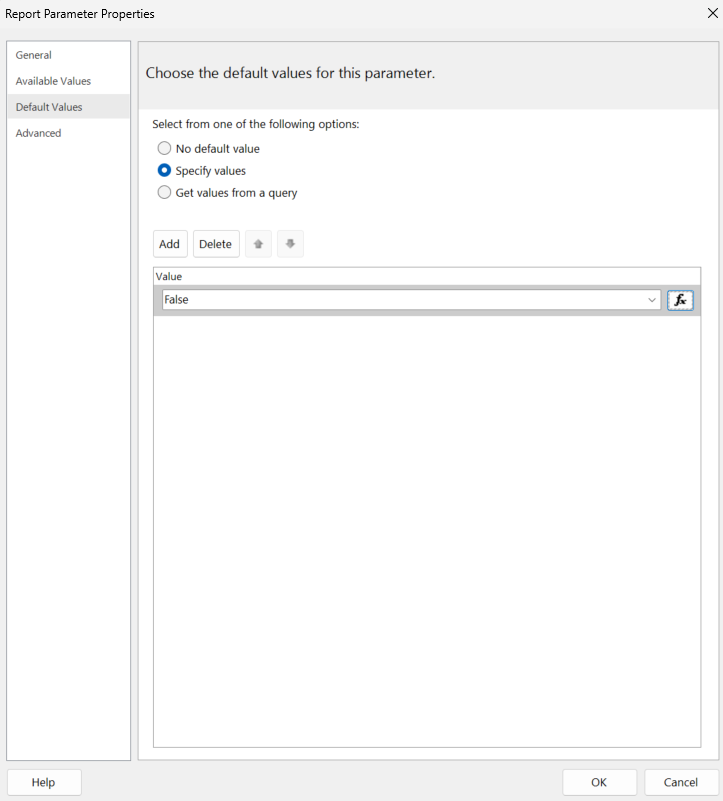 Report Parameter Properties
General
Available Values
Default Values
Advanced
Choose the default values for this parameter.
Select from one of the following options:
No default value
Specify values
Get values from a query
Add
Delete
Value
False
fx
Help
OK
Cancel